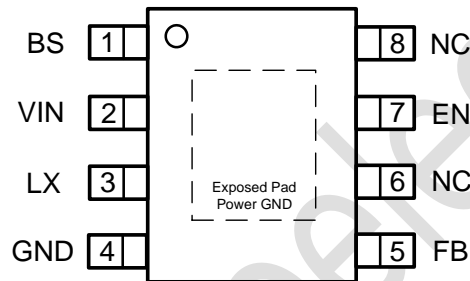 BS 1 8 NC
VIN 2 7 EN
LX 3 6 NC
Exposed Pad
Power GND
GND 4 5 FB